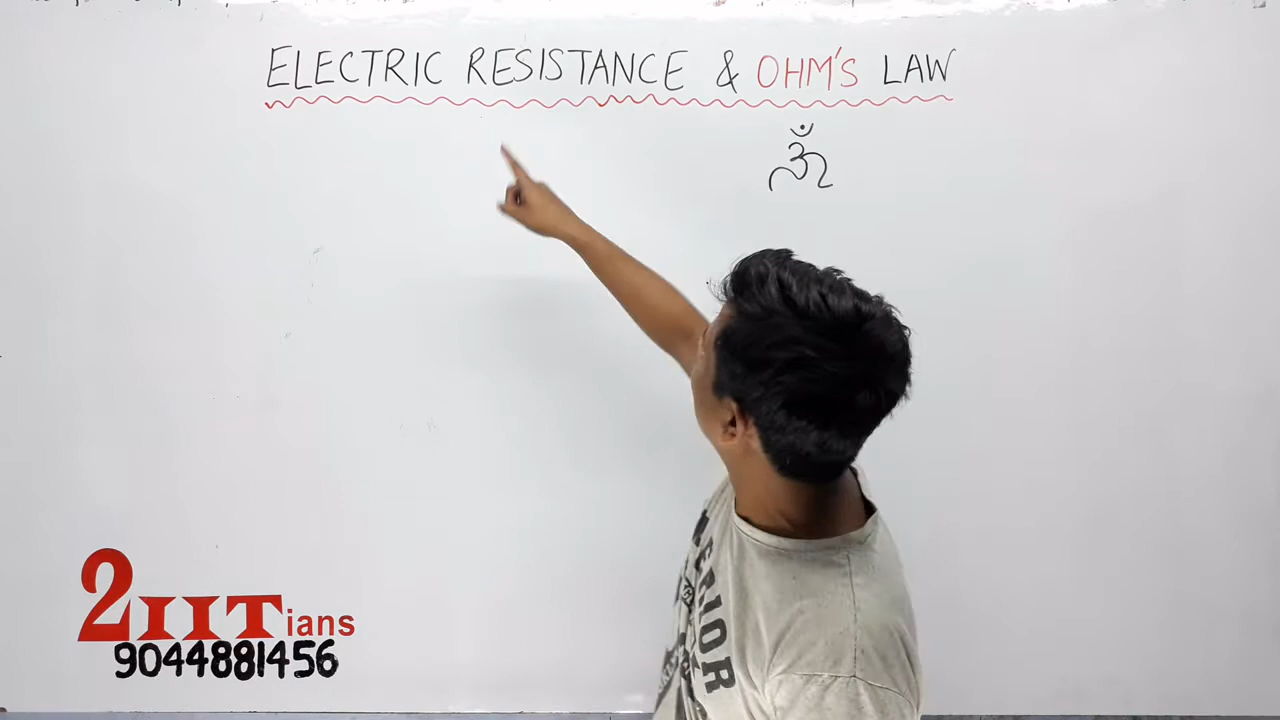 ELECTRIC RESISTANCE & OHM'S LAW
ॐ
2IITians
9044881456